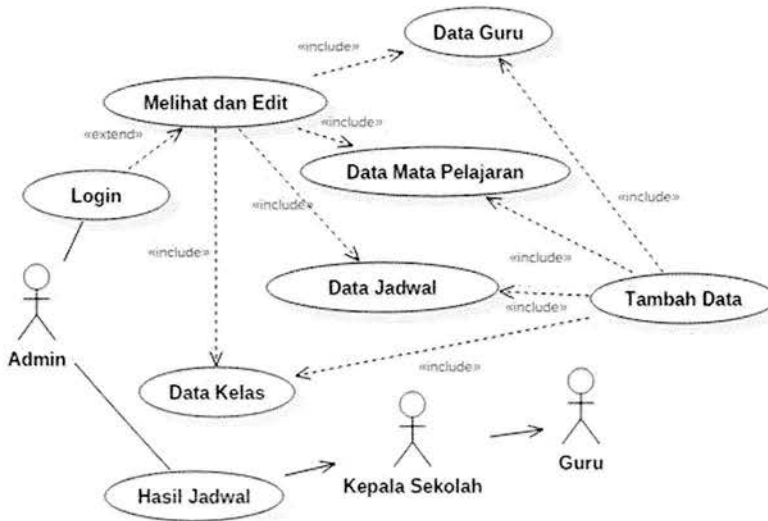 Data Guru
«include»
Melihat dan Edit
«include»
«extend»
Data Mata Pelajaran
Login
«include»
«include»
«include»
«include»
Data Jadwal
Tambah Data
«include»
Admin
«include»
Data Kelas
Guru
Kepala Sekolah
Hasil Jadwal